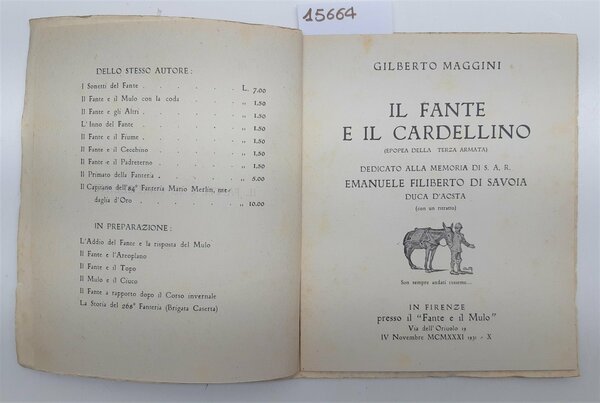 15664
DELLO STESSO AUTORE :
I Sonetti del Fante . . . . . . L. 7.00
Il Fante e il Mulo con la coda . . . . „ 1.50
Il Fante e gli Altri . . . . . . „ 1.50
L'Inno del Fante . . . . . . „ 1.50
Il Fante e il Fiume . . . . . . „ 1.50
Il Fante e il Cecchino . . . . . „ 1.50
Il Fante e il Padreterno . . . . . „ 1.50
Il Primato della Fanteria . . . . . „ 5.00
Il Capitano dell'84° Fanteria Mario Merlin, me-
daglia d'Oro . . . . . . „ 10.00
IN PREPARAZIONE :
L'Addio del Fante e la risposta del Mulo
Il Fante e l'Aeroplano
Il Fante e il Topo
Il Mulo e il Ciuco
Il Fante a rapporto dopo il Corso invernale
La Storia del 268° Fanteria (Brigata Caserta)
GILBERTO MAGGINI
IL FANTE
E IL CARDELLINO
(EPOPEA DELLA TERZA ARMATA)
DEDICATO ALLA MEMORIA DI S. A. R.
EMANUELE FILIBERTO DI SAVOIA
DUCA D'AOSTA
(con un ritratto)
Son sempre andati insieme...
IN FIRENZE
presso il "Fante e il Mulo"
Via dell'Oriuolo 19
IV Novembre MCMXXXI 1931 - X